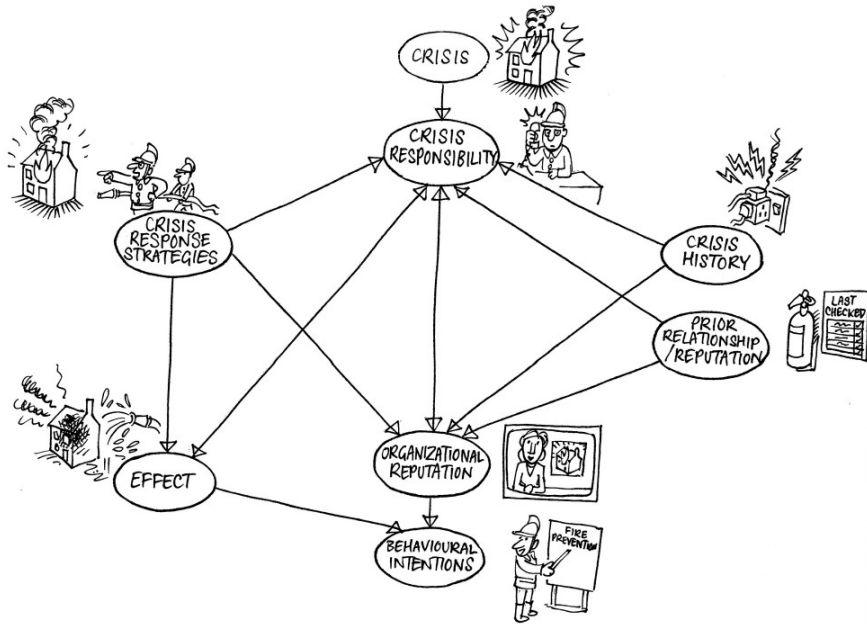 CRISIS
CRISIS
RESPONSIBILITY
CRISIS
RESPONSE
STRATEGIES
CRISIS
HISTORY
LAST
CHECKED
PRIOR
RELATIONSHIP
/REPUTATION
EFFECT
ORGANIZATIONAL
REPUTATION
FIRE
PREVENTION
BEHAVIOURAL
INTENTIONS